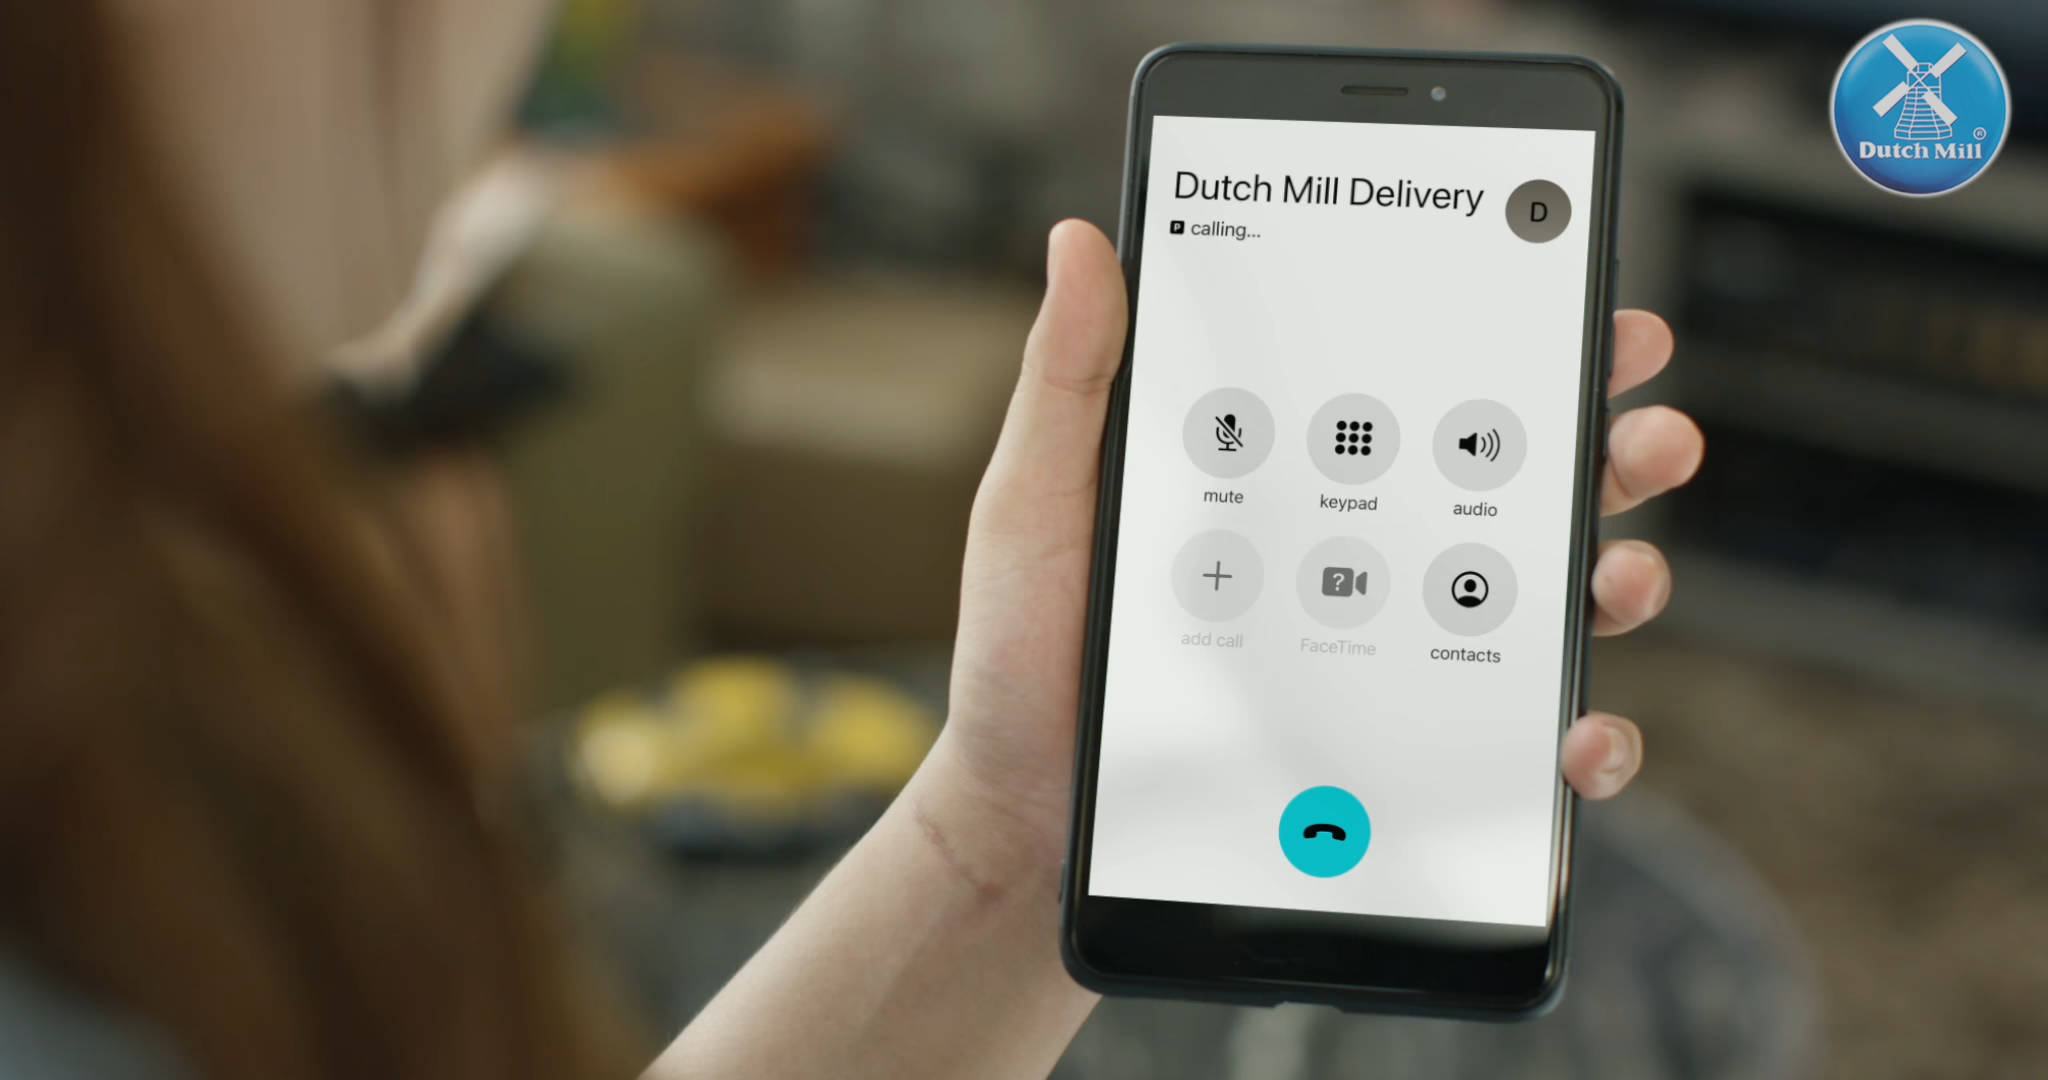 Dutch Mill Delivery
D
P calling...
mute
keypad
audio
?
add call
FaceTime
contacts
Dutch Mill
®